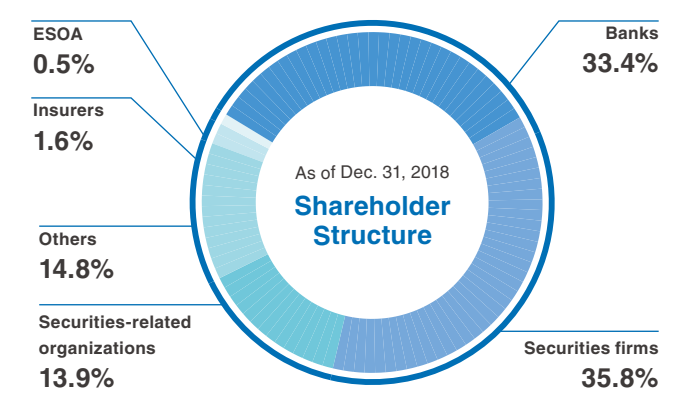 ESOA
0.5%
Insurers
1.6%
Others
14.8%
Securities-related
organizations
13.9%
As of Dec. 31, 2018
Shareholder
Structure
Banks
33.4%
Securities firms
35.8%